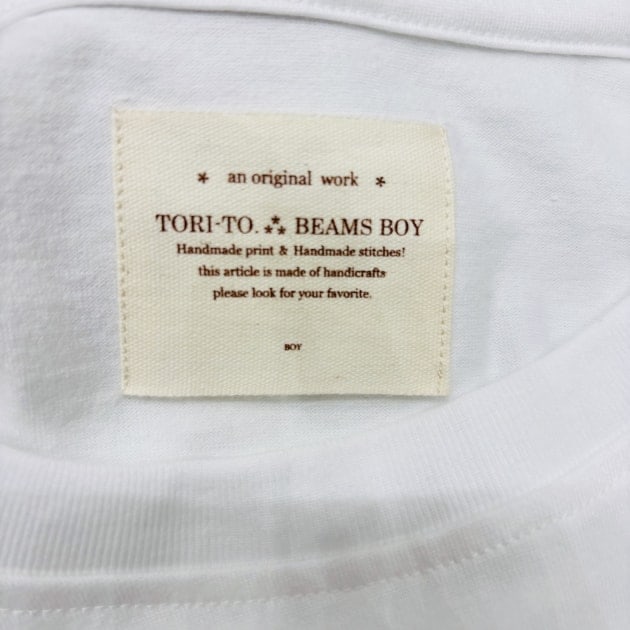 * an original work *
TORI-TO. ⁂ BEAMS BOY
Handmade print & Handmade stitches!
this article is made of handicrafts
please look for your favorite.
BOY